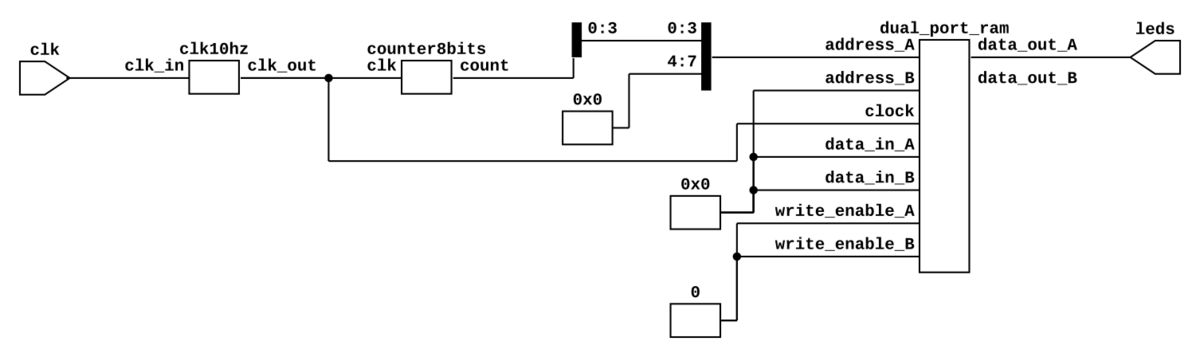 clk
clk10hz
clk_in
clk_out
counter8bits
clk
count
0:3
0:3
4:7
0x0
dual_port_ram
address_A
address_B
clock
data_in_A
data_in_B
write_enable_A
write_enable_B
data_out_A
data_out_B
leds
0x0
0